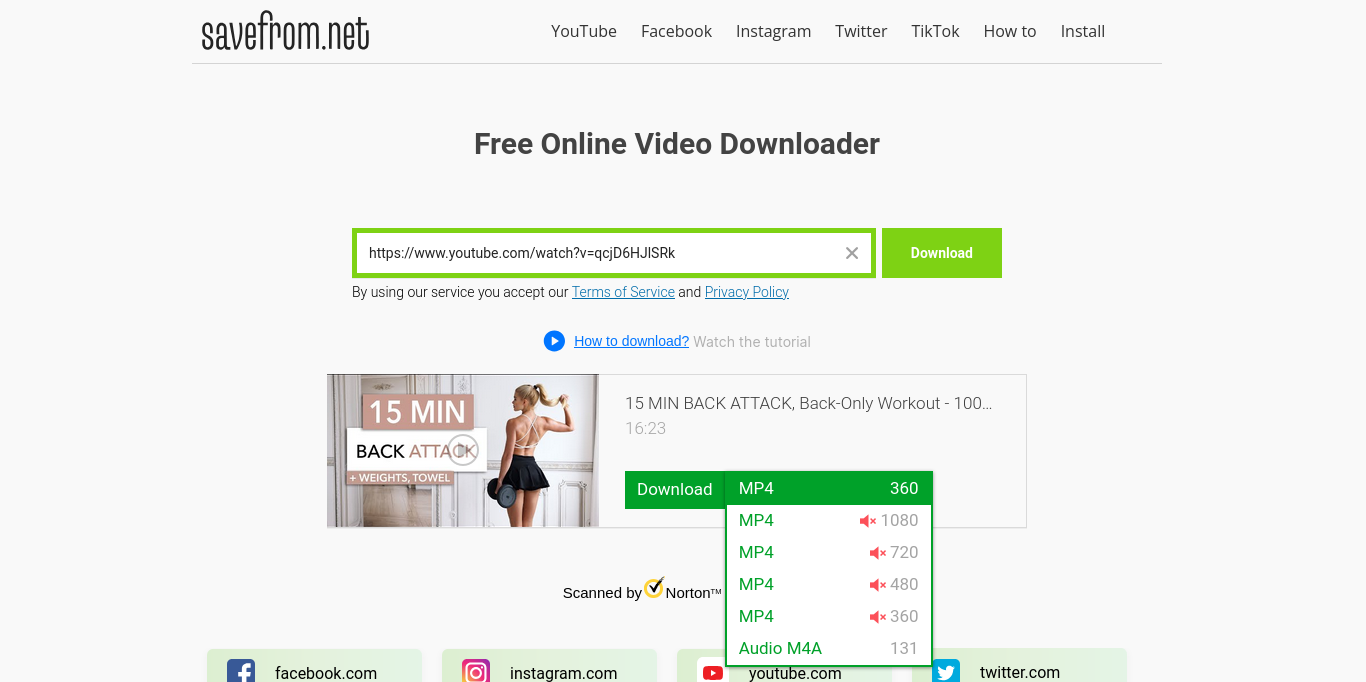 savefrom.net
YouTube Facebook Instagram Twitter TikTok How to Install
Free Online Video Downloader
https://www.youtube.com/watch?v=qcjD6HJlSRk
Download
By using our service you accept our Terms of Service and Privacy Policy
How to download? Watch the tutorial
15 MIN
BACK ATTACK
+ WEIGHTS, TOWEL
15 MIN BACK ATTACK, Back-Only Workout - 100...
16:23
Download
MP4 360
MP4 1080
MP4 720
MP4 480
MP4 360
Audio M4A 131
Scanned by Norton™
facebook.com
instagram.com
youtube.com
twitter.com